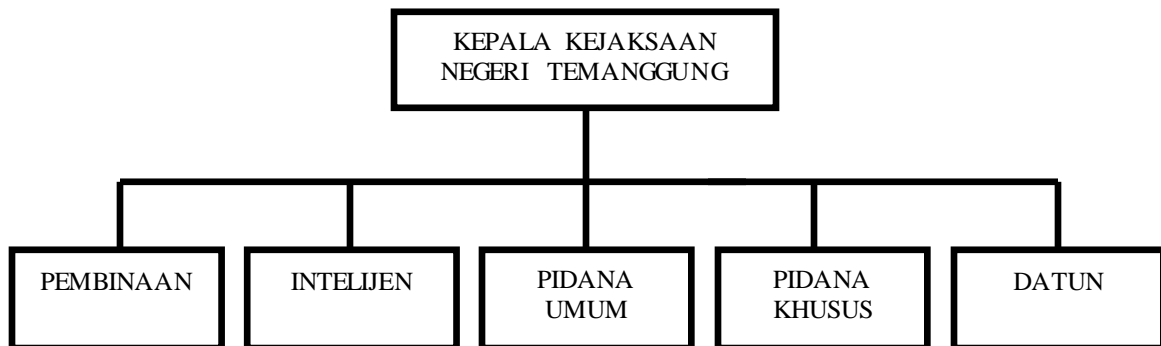 KEPALA KEJAKSAAN
NEGERI TEMANGGUNG
PEMBINAAN
INTELIJEN
PIDANA
UMUM
PIDANA
KHUSUS
DATUN